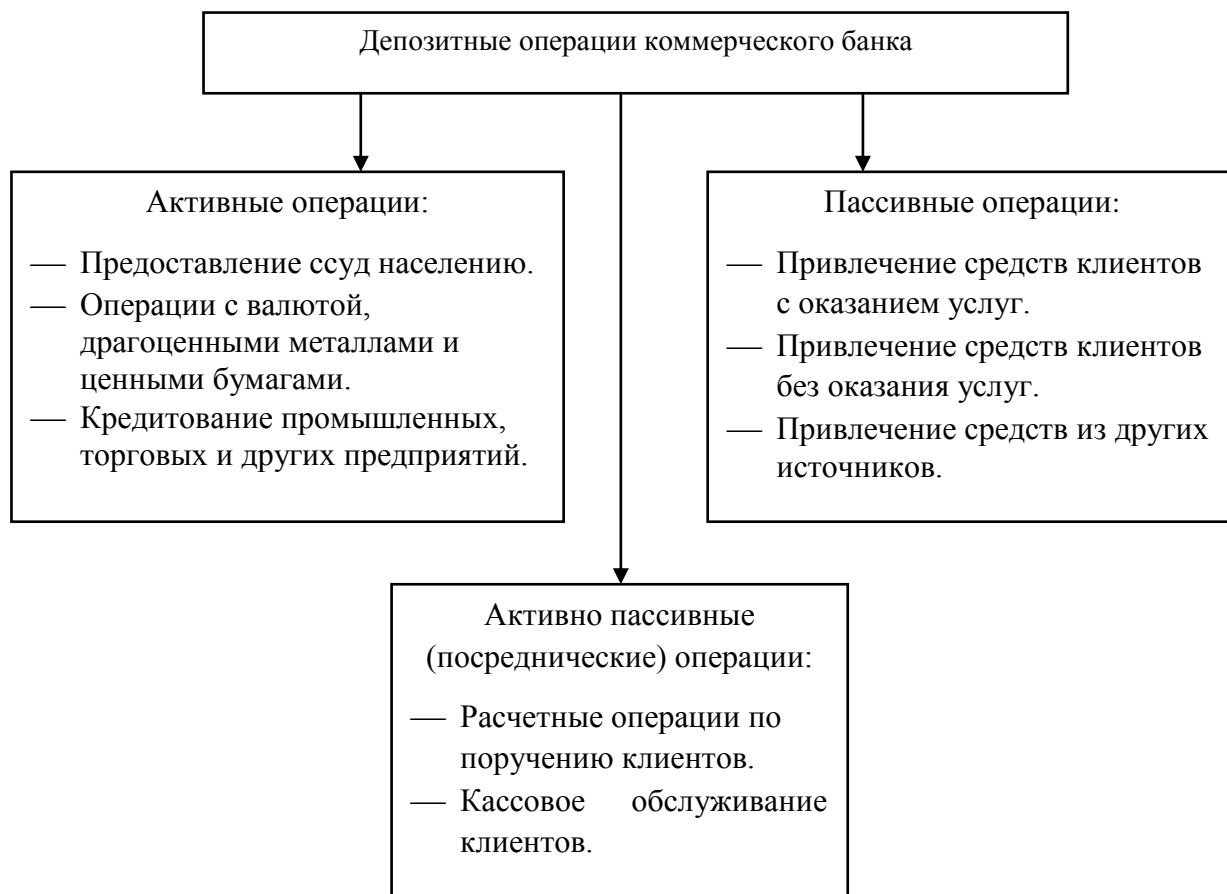 Депозитные операции коммерческого банка
Активные операции:
— Предоставление ссуд населению.
— Операции с валютой,
драгоценными металлами и
ценными бумагами.
— Кредитование промышленных,
торговых и других предприятий.
Пассивные операции:
— Привлечение средств клиентов
с оказанием услуг.
— Привлечение средств клиентов
без оказания услуг.
— Привлечение средств из других
источников.
Активно пассивные
(посреднические) операции:
— Расчетные операции по
поручению клиентов.
— Кассовое обслуживание
клиентов.